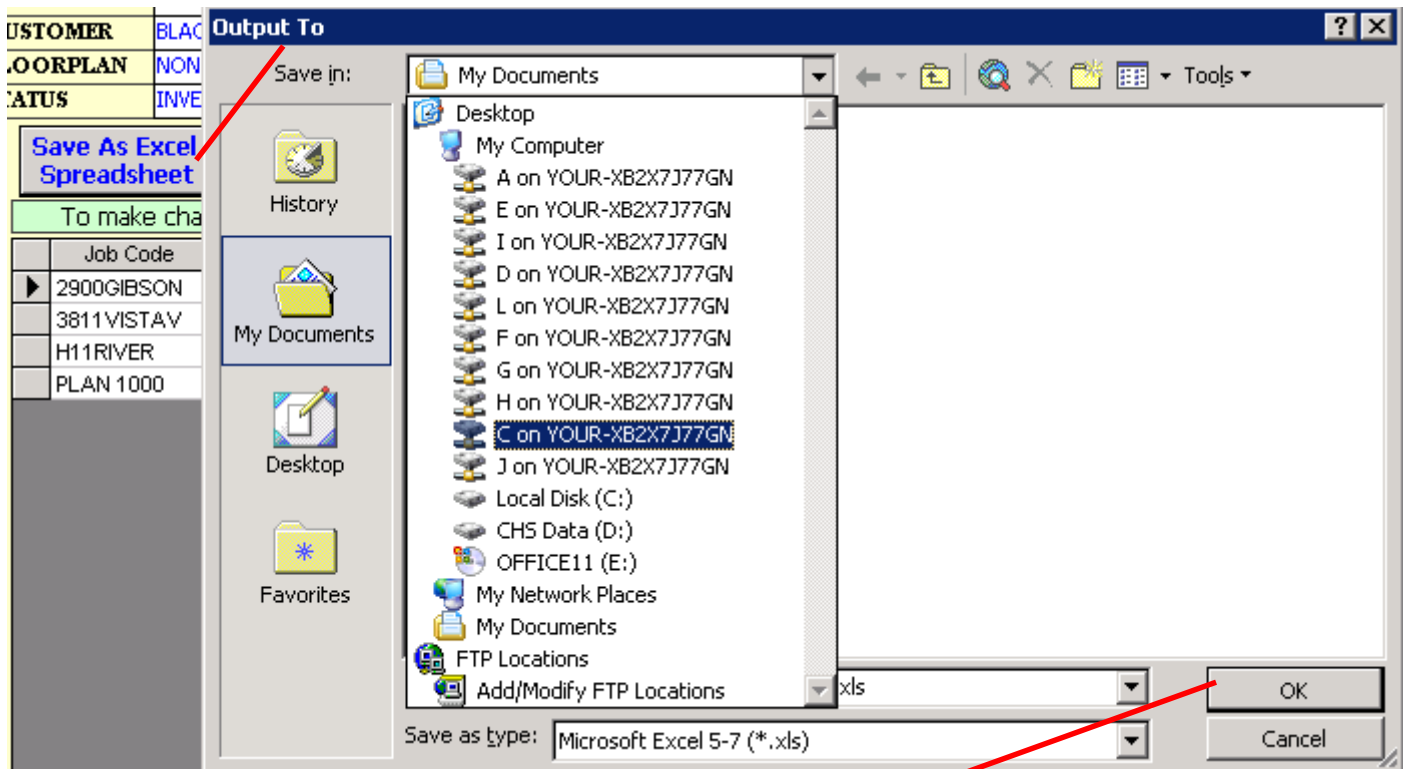 Output To
USTOMER BLAC
OORPLAN NON
TATUS INVE
Save As Excel
Spreadsheet
To make cha
Job Code
2900GIBSON
3811VISTAV
H11RIVER
PLAN 1000
Save in: My Documents Tools
History
My Documents
Desktop
Favorites
Desktop
My Computer
A on YOUR-XB2X7J77GN
E on YOUR-XB2X7J77GN
I on YOUR-XB2X7J77GN
D on YOUR-XB2X7J77GN
L on YOUR-XB2X7J77GN
F on YOUR-XB2X7J77GN
G on YOUR-XB2X7J77GN
H on YOUR-XB2X7J77GN
C on YOUR-XB2X7J77GN
J on YOUR-XB2X7J77GN
Local Disk (C:)
CHS Data (D:)
OFFICE11 (E:)
My Network Places
My Documents
FTP Locations
Add/Modify FTP Locations
xls
OK
Save as type: Microsoft Excel 5-7 (*.xls)
Cancel